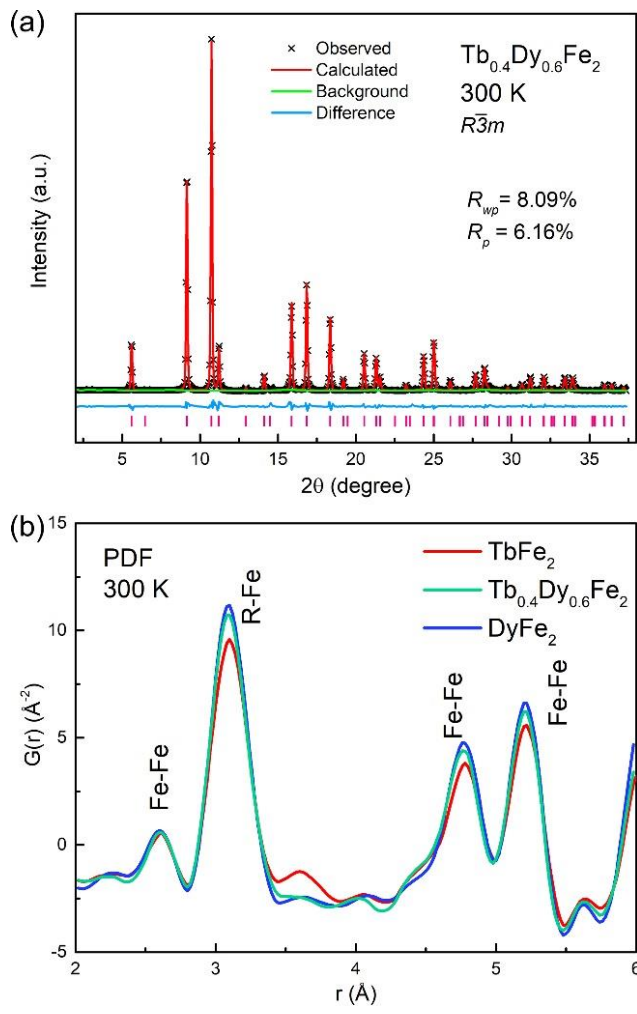 (a)
Observed
Calculated
Background
Difference
Tb0.4Dy0.6Fe2
300 K
R3̅m
Rwp = 8.09%
Rp = 6.16%
Intensity (a.u.)
5 10 15 20 25 30 35
2θ (degree)
(b)
PDF
300 K
TbFe2
Tb0.4Dy0.6Fe2
DyFe2
Fe-Fe
R-Fe
Fe-Fe
Fe-Fe
G(r) (Å-2)
15
10
5
0
-5
2 3 4 5 6
r (Å)